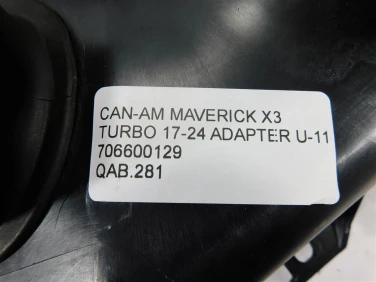 CAN-AM MAVERICK X3
TURBO 17-24 ADAPTER U-11
706600129
QAB.281